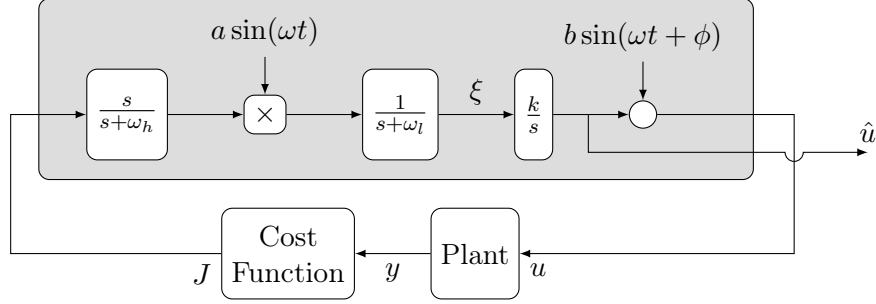 a sin(ωt)
b sin(ωt + ϕ)
s
s+ω_h
×
1
s+ω_l
ξ
k
s
û
Cost
Function
Plant
J
y
u